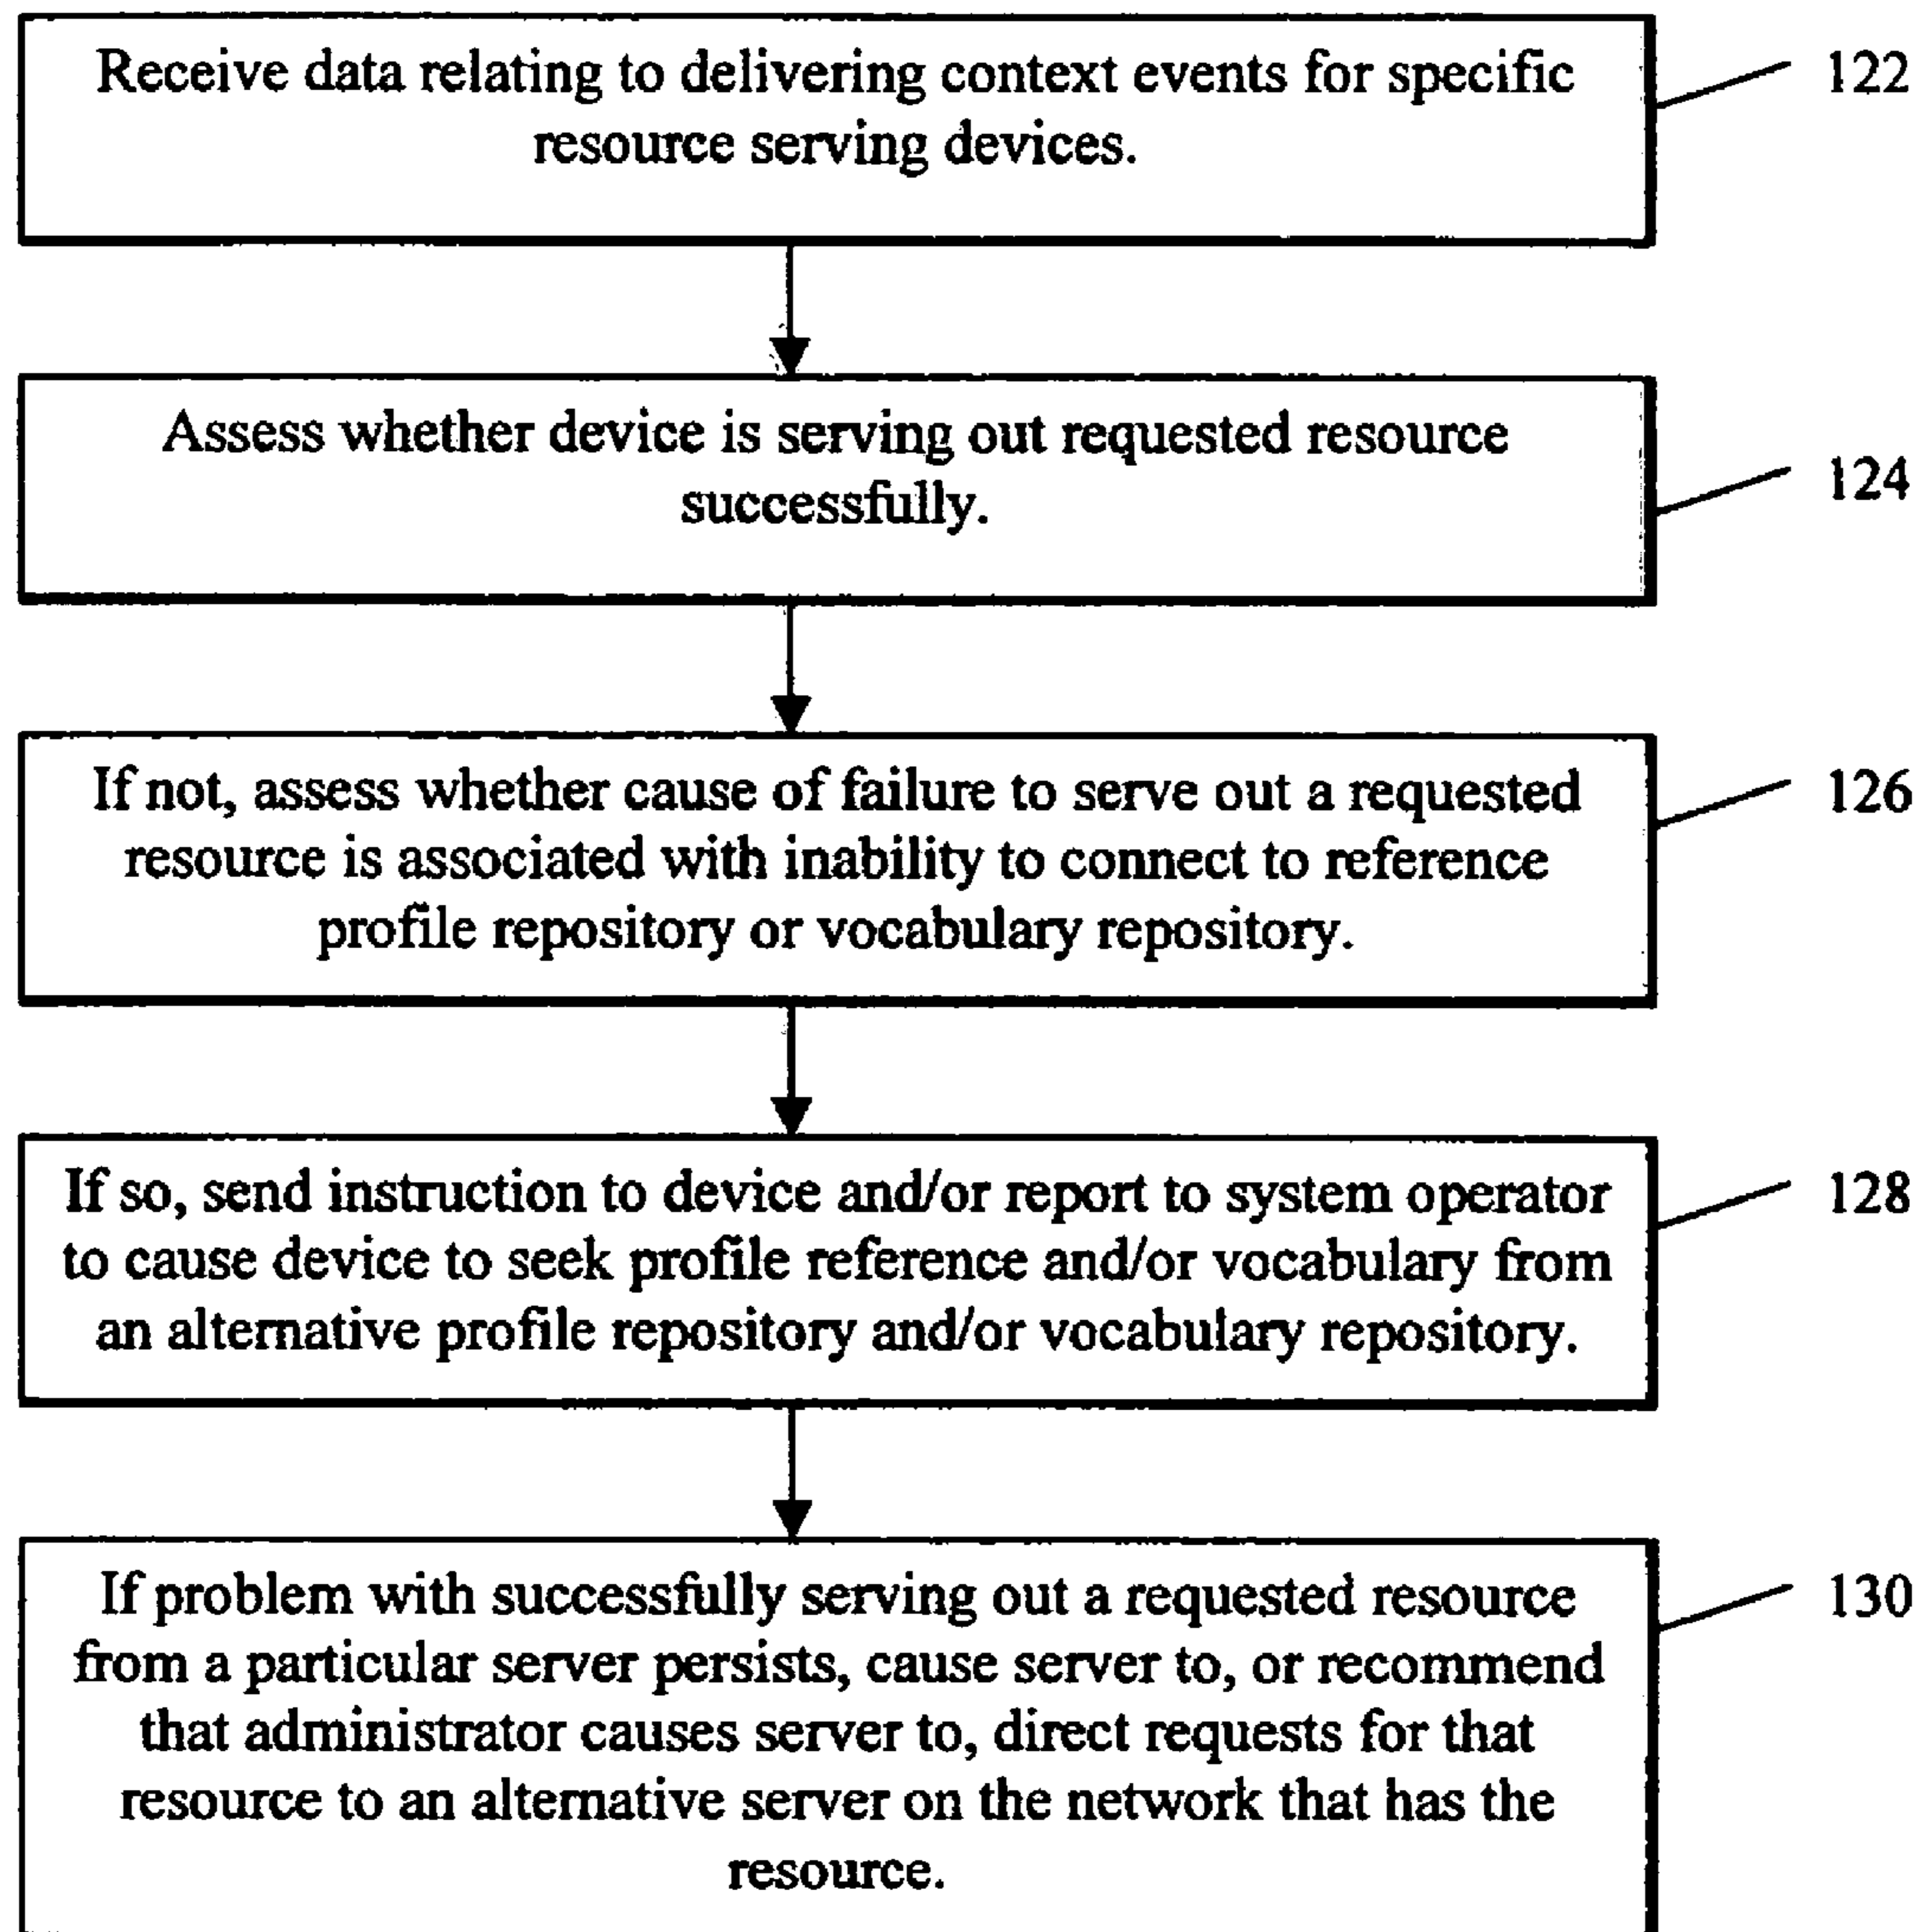 Receive data relating to delivering context events for specific
resource serving devices.
122
Assess whether device is serving out requested resource
successfully.
124
If not, assess whether cause of failure to serve out a requested
resource is associated with inability to connect to reference
profile repository or vocabulary repository.
126
If so, send instruction to device and/or report to system operator
to cause device to seek profile reference and/or vocabulary from
an alternative profile repository and/or vocabulary repository.
128
If problem with successfully serving out a requested resource
from a particular server persists, cause server to, or recommend
that administrator causes server to, direct requests for that
resource to an alternative server on the network that has the
resource.
130